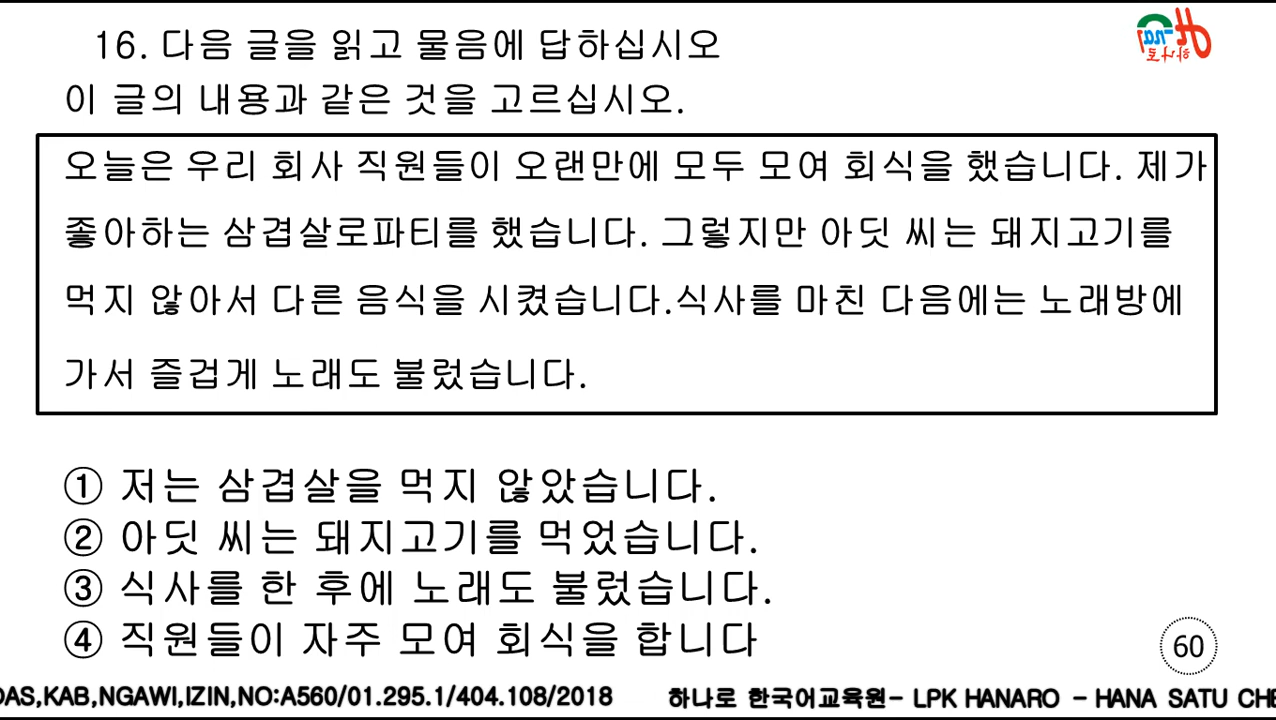 16. 다음 글을 읽고 물음에 답하십시오
이 글의 내용과 같은 것을 고르십시오.
오늘은 우리 회사 직원들이 오랜만에 모두 모여 회식을 했습니다. 제가
좋아하는 삼겹살로파티를 했습니다. 그렇지만 아딧 씨는 돼지고기를
먹지 않아서 다른 음식을 시켰습니다.식사를 마친 다음에는 노래방에
가서 즐겁게 노래도 불렀습니다.
① 저는 삼겹살을 먹지 않았습니다.
② 아딧 씨는 돼지고기를 먹었습니다.
③ 식사를 한 후에 노래도 불렀습니다.
④ 직원들이 자주 모여 회식을 합니다
60
DAS,KAB,NGAWI,IZIN,NO:A560/01.295.1/404.108/2018 하나로 한국어교육원- LPK HANARO - HANA SATU